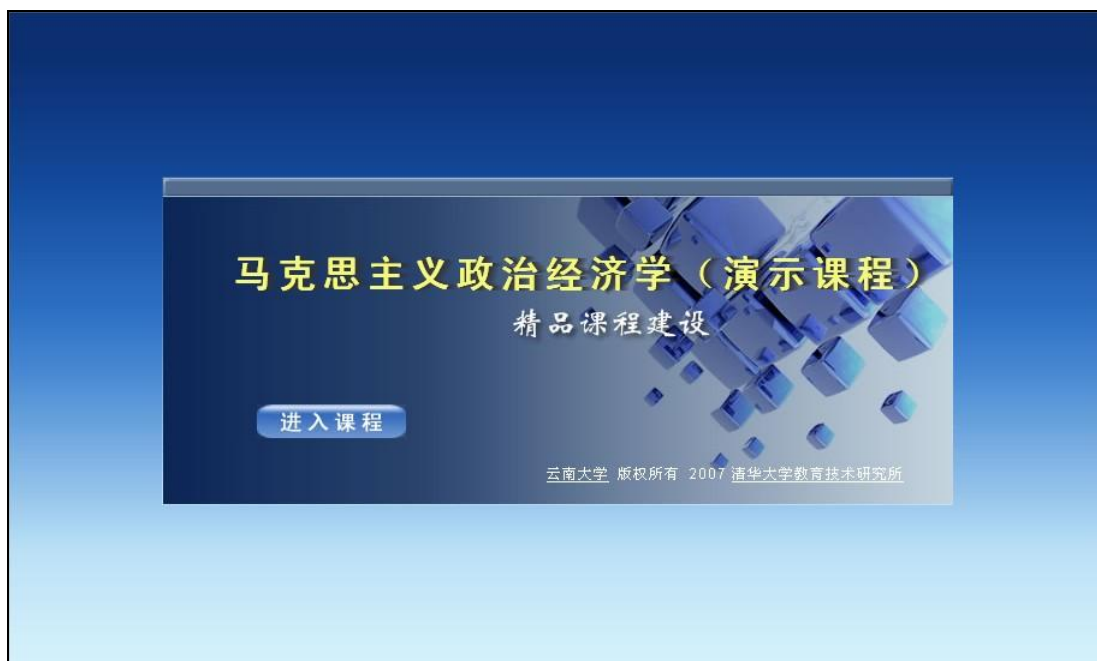 马克思主义政治经济学（演示课程）
精品课程建设
进入课程
云南大学 版权所有 2007 清华大学教育技术研究所